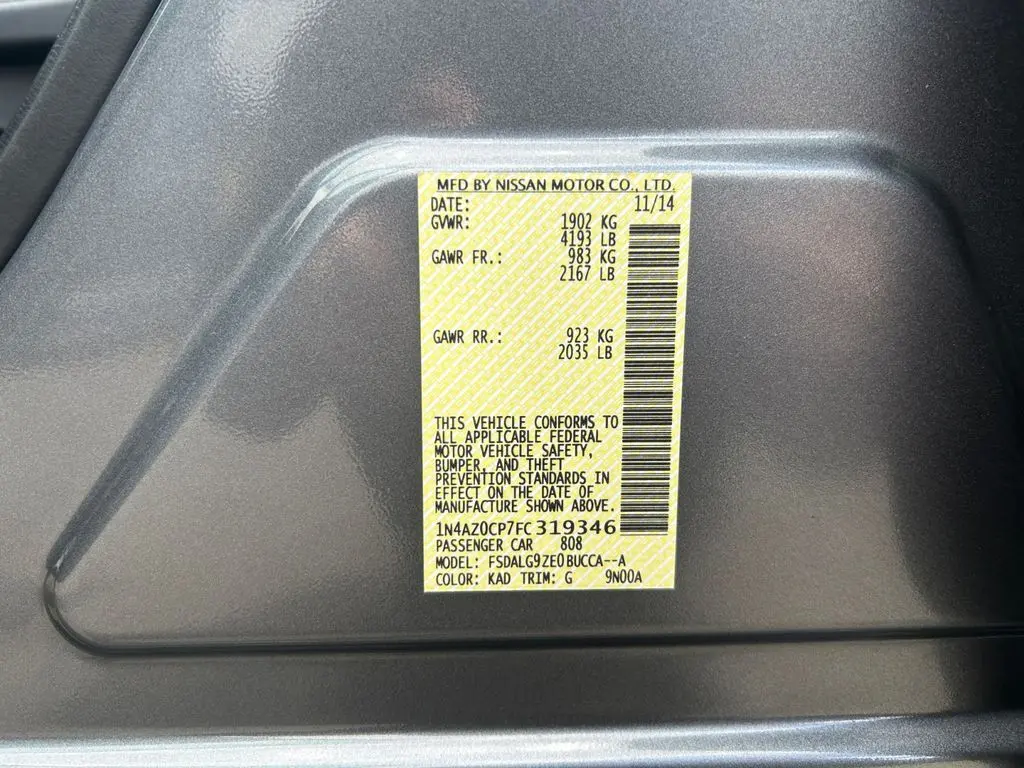 MFD BY NISSAN MOTOR CO., LTD.
DATE: 11/14
GVWR: 1902 KG
4193 LB
GAWR FR.: 983 KG
2167 LB
GAWR RR.: 923 KG
2035 LB
THIS VEHICLE CONFORMS TO
ALL APPLICABLE FEDERAL
MOTOR VEHICLE SAFETY,
BUMPER, AND THEFT
PREVENTION STANDARDS IN
EFFECT ON THE DATE OF
MANUFACTURE SHOWN ABOVE.
1N4AZ0CP7FC319346
PASSENGER CAR 808
MODEL: FSDALG9ZE0BUCCA--A
COLOR: KAD TRIM: G 9N00A